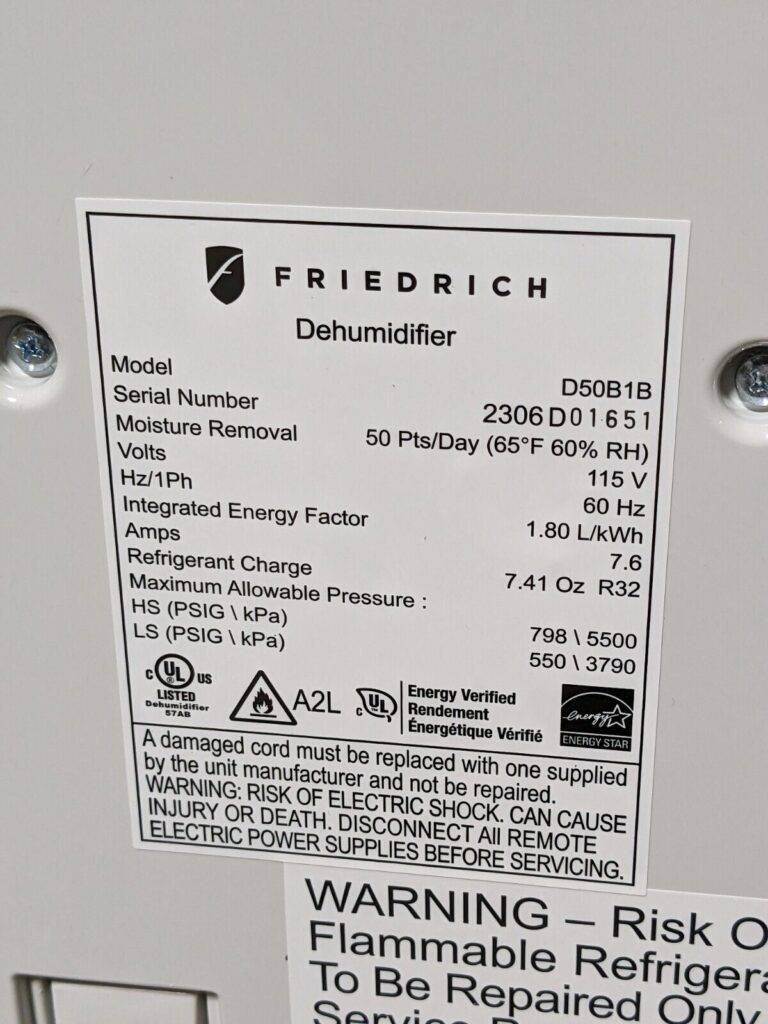 FRIEDRICH
Dehumidifier
Model D50B1B
Serial Number 2306D01651
Moisture Removal 50 Pts/Day (65°F 60% RH)
Volts 115 V
Hz/1Ph 60 Hz
Integrated Energy Factor 1.80 L/kWh
Amps 7.6
Refrigerant Charge 7.41 Oz R32
Maximum Allowable Pressure :
HS (PSIG \ kPa) 798 \ 5500
LS (PSIG \ kPa) 550 \ 3790
C UL US
LISTED
Dehumidifier
57AB
A2L
c UL
Energy Verified
Rendement
Énergétique Vérifié
energy
ENERGY STAR
A damaged cord must be replaced with one supplied
by the unit manufacturer and not be repaired.
WARNING: RISK OF ELECTRIC SHOCK. CAN CAUSE
INJURY OR DEATH. DISCONNECT All REMOTE
ELECTRIC POWER SUPPLIES BEFORE SERVICING.
WARNING – Risk O
Flammable Refrigera
To Be Repaired Only